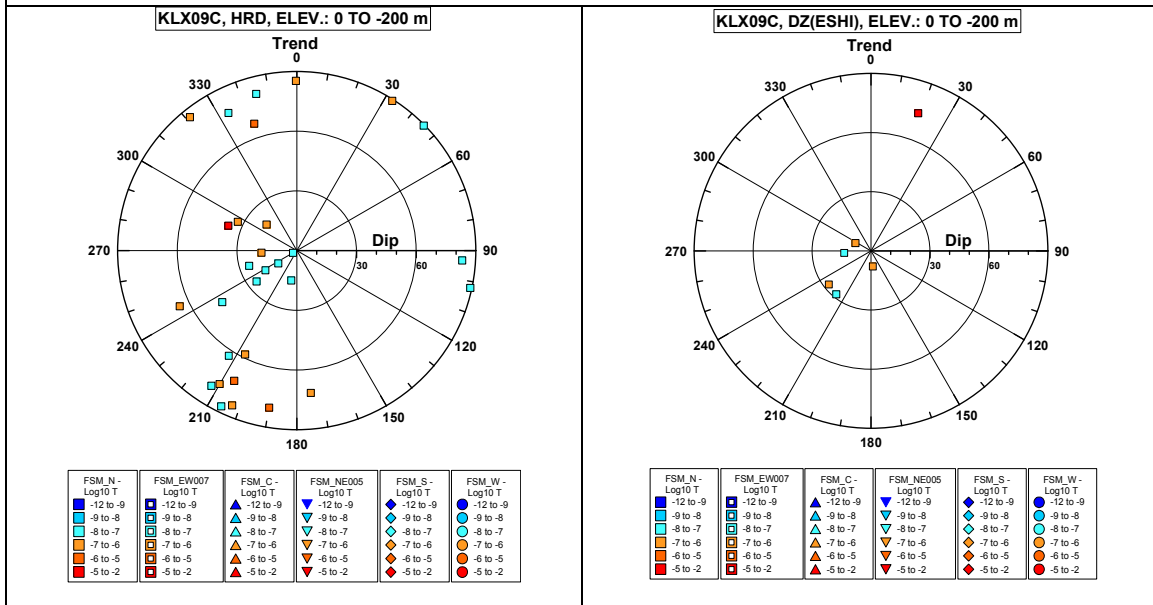 KLX09C, HRD, ELEV.: 0 TO -200 m
Trend
0
330
30
300
60
270
Dip
90
30
60
240
120
210
150
180
FSM_N -
Log10 T
-12 to -9
-9 to -8
-8 to -7
-7 to -6
-6 to -5
-5 to -2
FSM_EW007
Log10 T
-12 to -9
-9 to -8
-8 to -7
-7 to -6
-6 to -5
-5 to -2
FSM_C -
Log10 T
-12 to -9
-9 to -8
-8 to -7
-7 to -6
-6 to -5
-5 to -2
FSM_NE005
Log10 T
-12 to -9
-9 to -8
-8 to -7
-7 to -6
-6 to -5
-5 to -2
FSM_S -
Log10 T
-12 to -9
-9 to -8
-8 to -7
-7 to -6
-6 to -5
-5 to -2
FSM_W -
Log10 T
-12 to -9
-9 to -8
-8 to -7
-7 to -6
-6 to -5
-5 to -2
KLX09C, DZ(ESHI), ELEV.: 0 TO -200 m
Trend
0
330
30
300
60
270
Dip
90
30
60
240
120
210
150
180
FSM_N -
Log10 T
-12 to -9
-9 to -8
-8 to -7
-7 to -6
-6 to -5
-5 to -2
FSM_EW007
Log10 T
-12 to -9
-9 to -8
-8 to -7
-7 to -6
-6 to -5
-5 to -2
FSM_C -
Log10 T
-12 to -9
-9 to -8
-8 to -7
-7 to -6
-6 to -5
-5 to -2
FSM_NE005
Log10 T
-12 to -9
-9 to -8
-8 to -7
-7 to -6
-6 to -5
-5 to -2
FSM_S -
Log10 T
-12 to -9
-9 to -8
-8 to -7
-7 to -6
-6 to -5
-5 to -2
FSM_W -
Log10 T
-12 to -9
-9 to -8
-8 to -7
-7 to -6
-6 to -5
-5 to -2